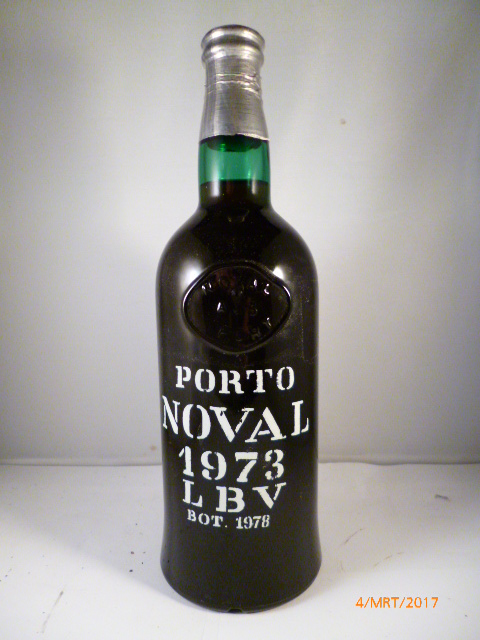 PORTO
NOVAL
1973
LBV
BOT. 1978
4/MRT/2017